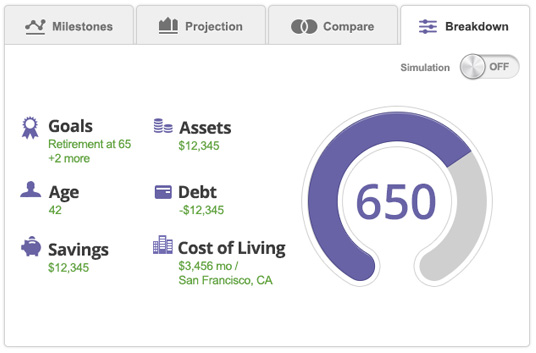 Milestones
Projection
Compare
Breakdown
Simulation
OFF
Goals
Retirement at 65
+2 more
Assets
$12,345
Age
42
Debt
-$12,345
Savings
$12,345
Cost of Living
$3,456 mo /
San Francisco, CA
650